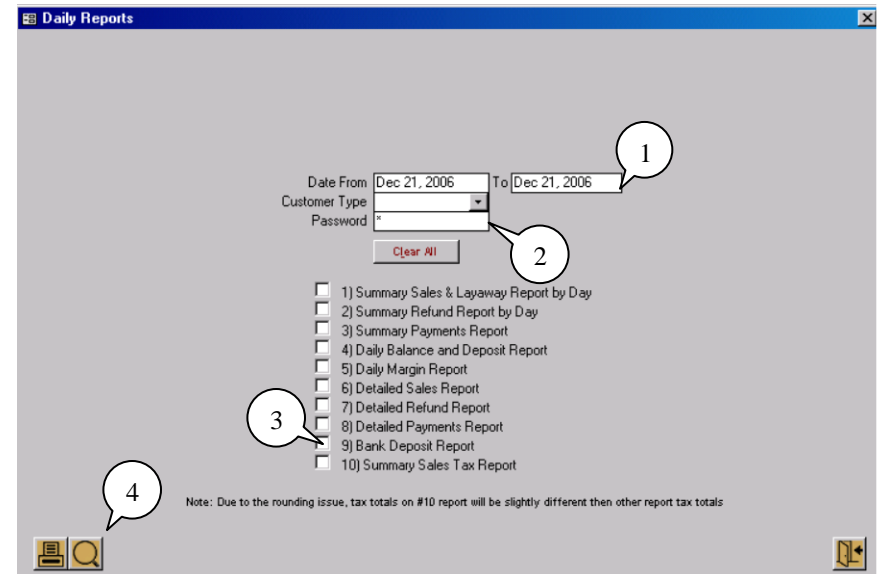 Daily Reports
1
Date From Dec 21, 2006 To Dec 21, 2006
Customer Type
Password *
2
Clear All
1) Summary Sales & Layaway Report by Day
2) Summary Refund Report by Day
3) Summary Payments Report
4) Daily Balance and Deposit Report
5) Daily Margin Report
6) Detailed Sales Report
7) Detailed Refund Report
3
8) Detailed Payments Report
9) Bank Deposit Report
10) Summary Sales Tax Report
4
Note: Due to the rounding issue, tax totals on #10 report will be slightly different then other report tax totals